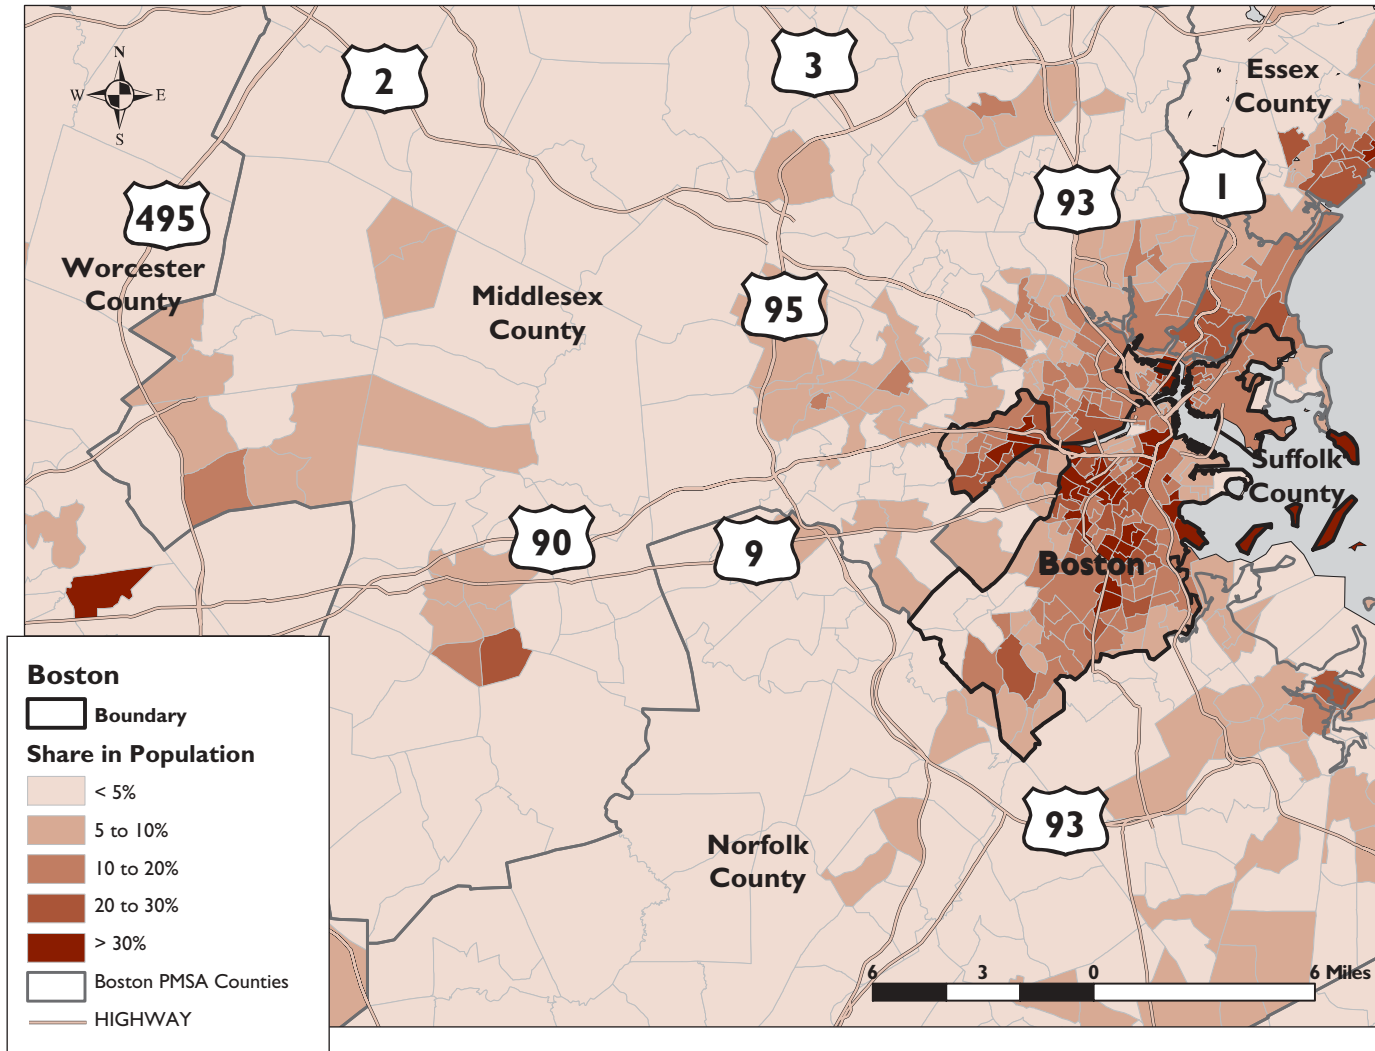 N
W E
S
2
3
Essex
County
93
1
495
Worcester
County
Middlesex
County
95
Suffolk
County
90
9
Boston
Boston
Boundary
Share in Population
< 5%
5 to 10%
10 to 20%
20 to 30%
> 30%
Boston PMSA Counties
HIGHWAY
93
Norfolk
County
6 3 0 6 Miles